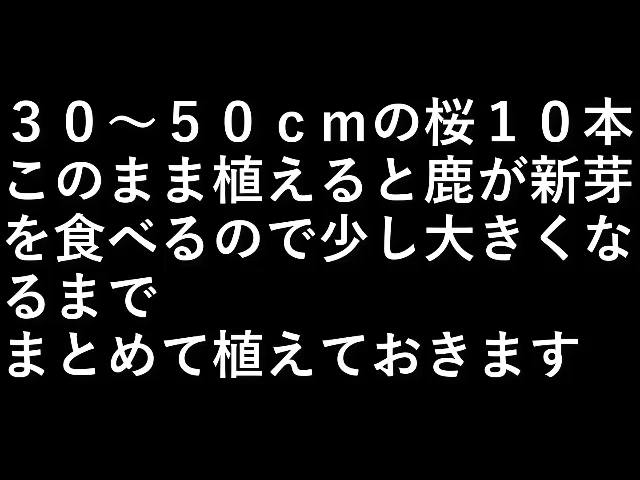 ３０～５０ｃｍの桜１０本
このまま植えると鹿が新芽
を食べるので少し大きくな
るまで
まとめて植えておきます